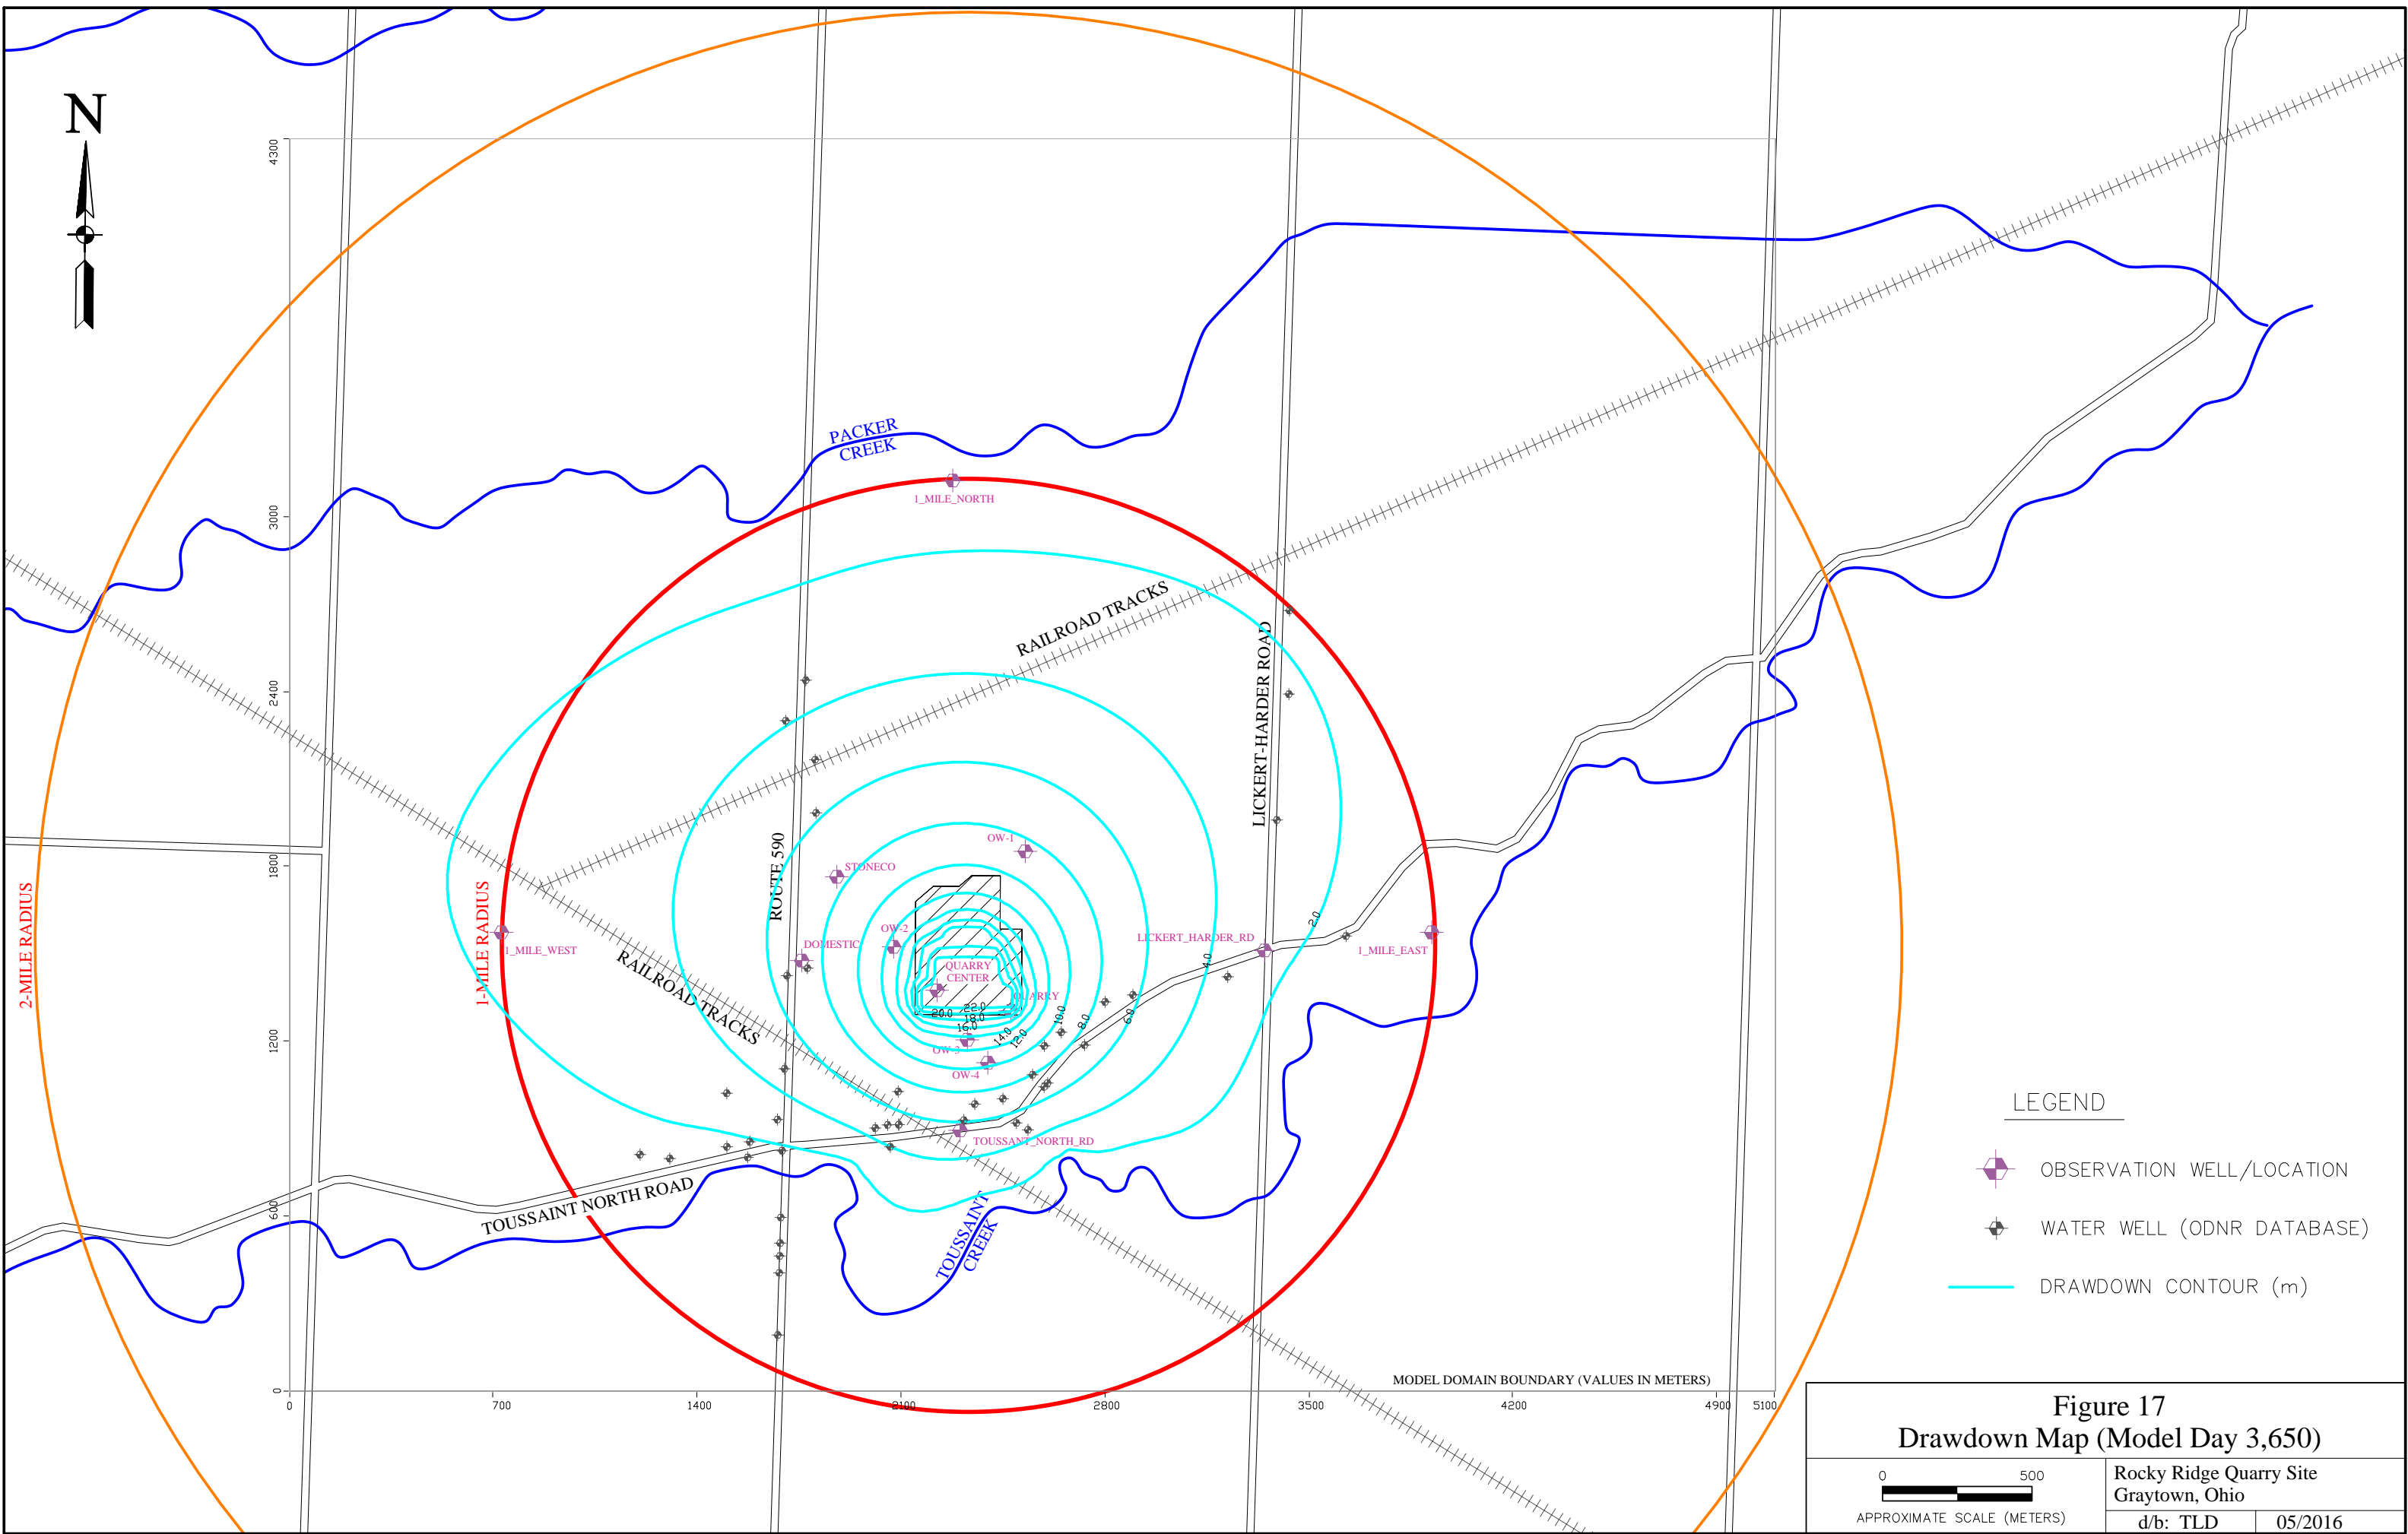 N
4300
3000
2400
1800
1200
600
0
0
700
1400
2100
2800
3500
4200
4900
5100
PACKER
CREEK
1_MILE_NORTH
RAILROAD TRACKS
LICKERT-HARDER ROAD
ROUTE 590
OW-1
STONECO
2-MILE RADIUS
1-MILE RADIUS
1_MILE_WEST
OW-2
DOMESTIC
LICKERT_HARDER_RD
1_MILE_EAST
2.0
4.0
6.0
8.0
10.0
12.0
14.0
16.0
18.0
20.0
22.0
QUARRY
CENTER
QUARRY
RAILROAD TRACKS
OW-3
OW-4
TOUSSANT_NORTH_RD
TOUSSAINT NORTH ROAD
TOUSSAINT
CREEK
MODEL DOMAIN BOUNDARY (VALUES IN METERS)
LEGEND
OBSERVATION WELL/LOCATION
WATER WELL (ODNR DATABASE)
DRAWDOWN CONTOUR (m)
Figure 17
Drawdown Map (Model Day 3,650)
0 500
APPROXIMATE SCALE (METERS)
Rocky Ridge Quarry Site
Graytown, Ohio
d/b: TLD 05/2016